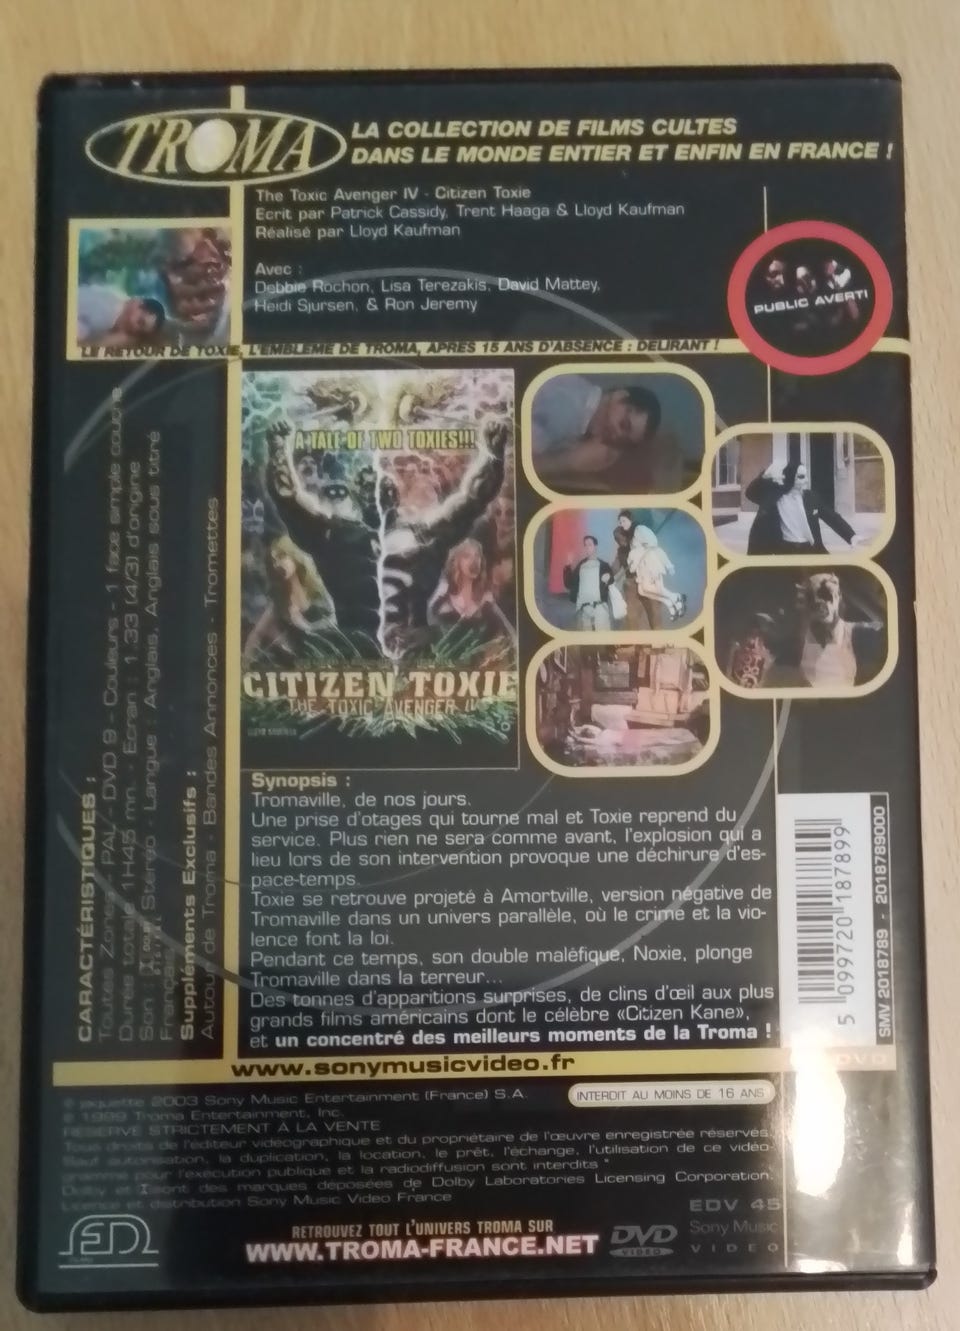 TROMA
LA COLLECTION DE FILMS CULTES
DANS LE MONDE ENTIER ET ENFIN EN FRANCE !
The Toxic Avenger IV - Citizen Toxie
Ecrit par Patrick Cassidy, Trent Haaga & Lloyd Kaufman
Réalisé par Lloyd Kaufman
Avec :
Debbie Rochon, Lisa Terezakis, David Mattey,
Heidi Sjursen, & Ron Jeremy
PUBLIC AVERTI
LE RETOUR DE TOXIE, L'EMBLEME DE TROMA, APRES 15 ANS D'ABSENCE : DELIRANT !
A TALE OF TWO TOXIES!!!
CITIZEN TOXIE
THE TOXIC AVENGER IV
LLOYD KAUFMAN
CARACTÉRISTIQUES :
Toutes Zones PAL - DVD 9 - Couleurs - 1 face simple couche
Durée totale 1H45 mn. - Ecran : 1.33 (4/3) d'origine
Son : Stéréo - Langue : Anglais, Anglais sous titré
Français
Suppléments Exclusifs :
Autour de Troma - Bandes Annonces - Tromettes
Synopsis :
Tromaville, de nos jours.
Une prise d'otages qui tourne mal et Toxie reprend du
service. Plus rien ne sera comme avant, l'explosion qui a
lieu lors de son intervention provoque une déchirure d'es-
pace-temps.
Toxie se retrouve projeté à Amortville, version négative de
Tromaville dans un univers parallèle, où le crime et la vio-
lence font la loi.
Pendant ce temps, son double maléfique, Noxie, plonge
Tromaville dans la terreur...
Des tonnes d'apparitions surprises, de clins d'œil aux plus
grands films américains dont le célèbre «Citizen Kane»,
et un concentré des meilleurs moments de la Troma !
5 099720 187899
SMV 2018789 - 2018789000
DVD
www.sonymusicvideo.fr
INTERDIT AU MOINS DE 16 ANS
℗ jaquette 2003 Sony Music Entertainment (France) S.A.
© 1999 Troma Entertainment, Inc.
RESERVE STRICTEMENT A LA VENTE
Tous droits de l'éditeur vidéographique et du propriétaire de l'œuvre enregistrée réservés.
Sauf autorisation, la duplication, la location, le prêt, l'échange, l'utilisation de ce vidéo-
gramme pour l'exécution publique et la radiodiffusion sont interdits "
Dolby et sont des marques déposées de Dolby Laboratories Licensing Corporation.
Licence et distribution Sony Music Video France
EDV 45
RETROUVEZ TOUT L'UNIVERS TROMA SUR
WWW.TROMA-FRANCE.NET
DVD
VIDEO
Sony Music
VIDEO